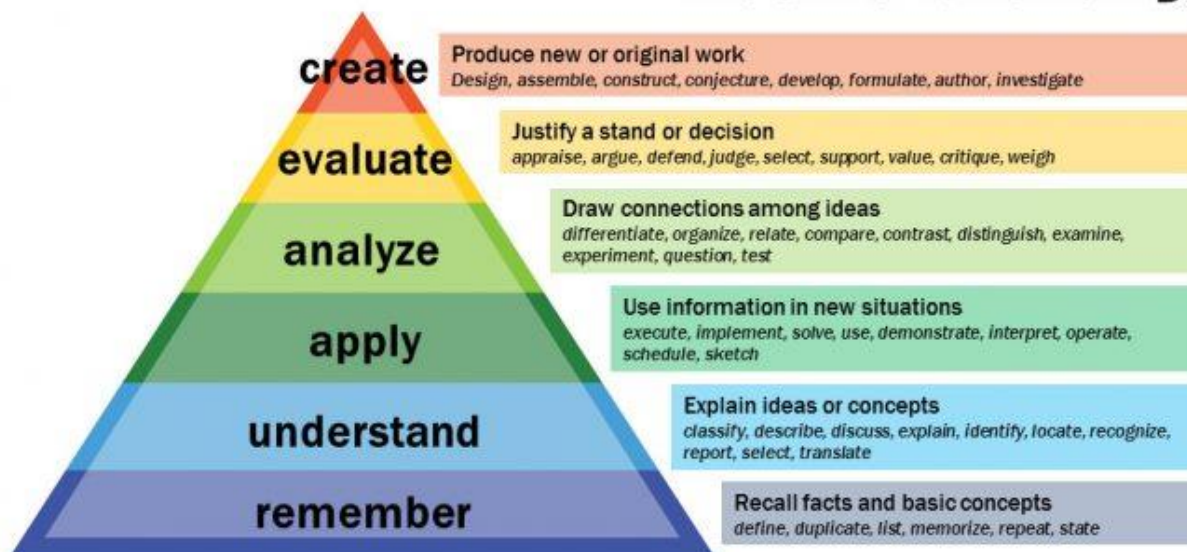 create
Produce new or original work
Design, assemble, construct, conjecture, develop, formulate, author, investigate
evaluate
Justify a stand or decision
appraise, argue, defend, judge, select, support, value, critique, weigh
analyze
Draw connections among ideas
differentiate, organize, relate, compare, contrast, distinguish, examine,
experiment, question, test
apply
Use information in new situations
execute, implement, solve, use, demonstrate, interpret, operate,
schedule, sketch
understand
Explain ideas or concepts
classify, describe, discuss, explain, identify, locate, recognize,
report, select, translate
remember
Recall facts and basic concepts
define, duplicate, list, memorize, repeat, state